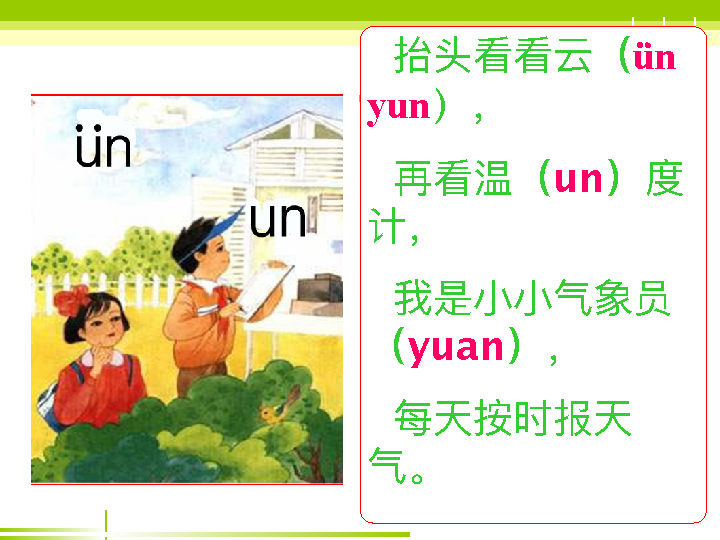 ün
un
抬头看看云（ün
yun），
再看温（un）度
计，
我是小小气象员
（yuan），
每天按时报天
气。